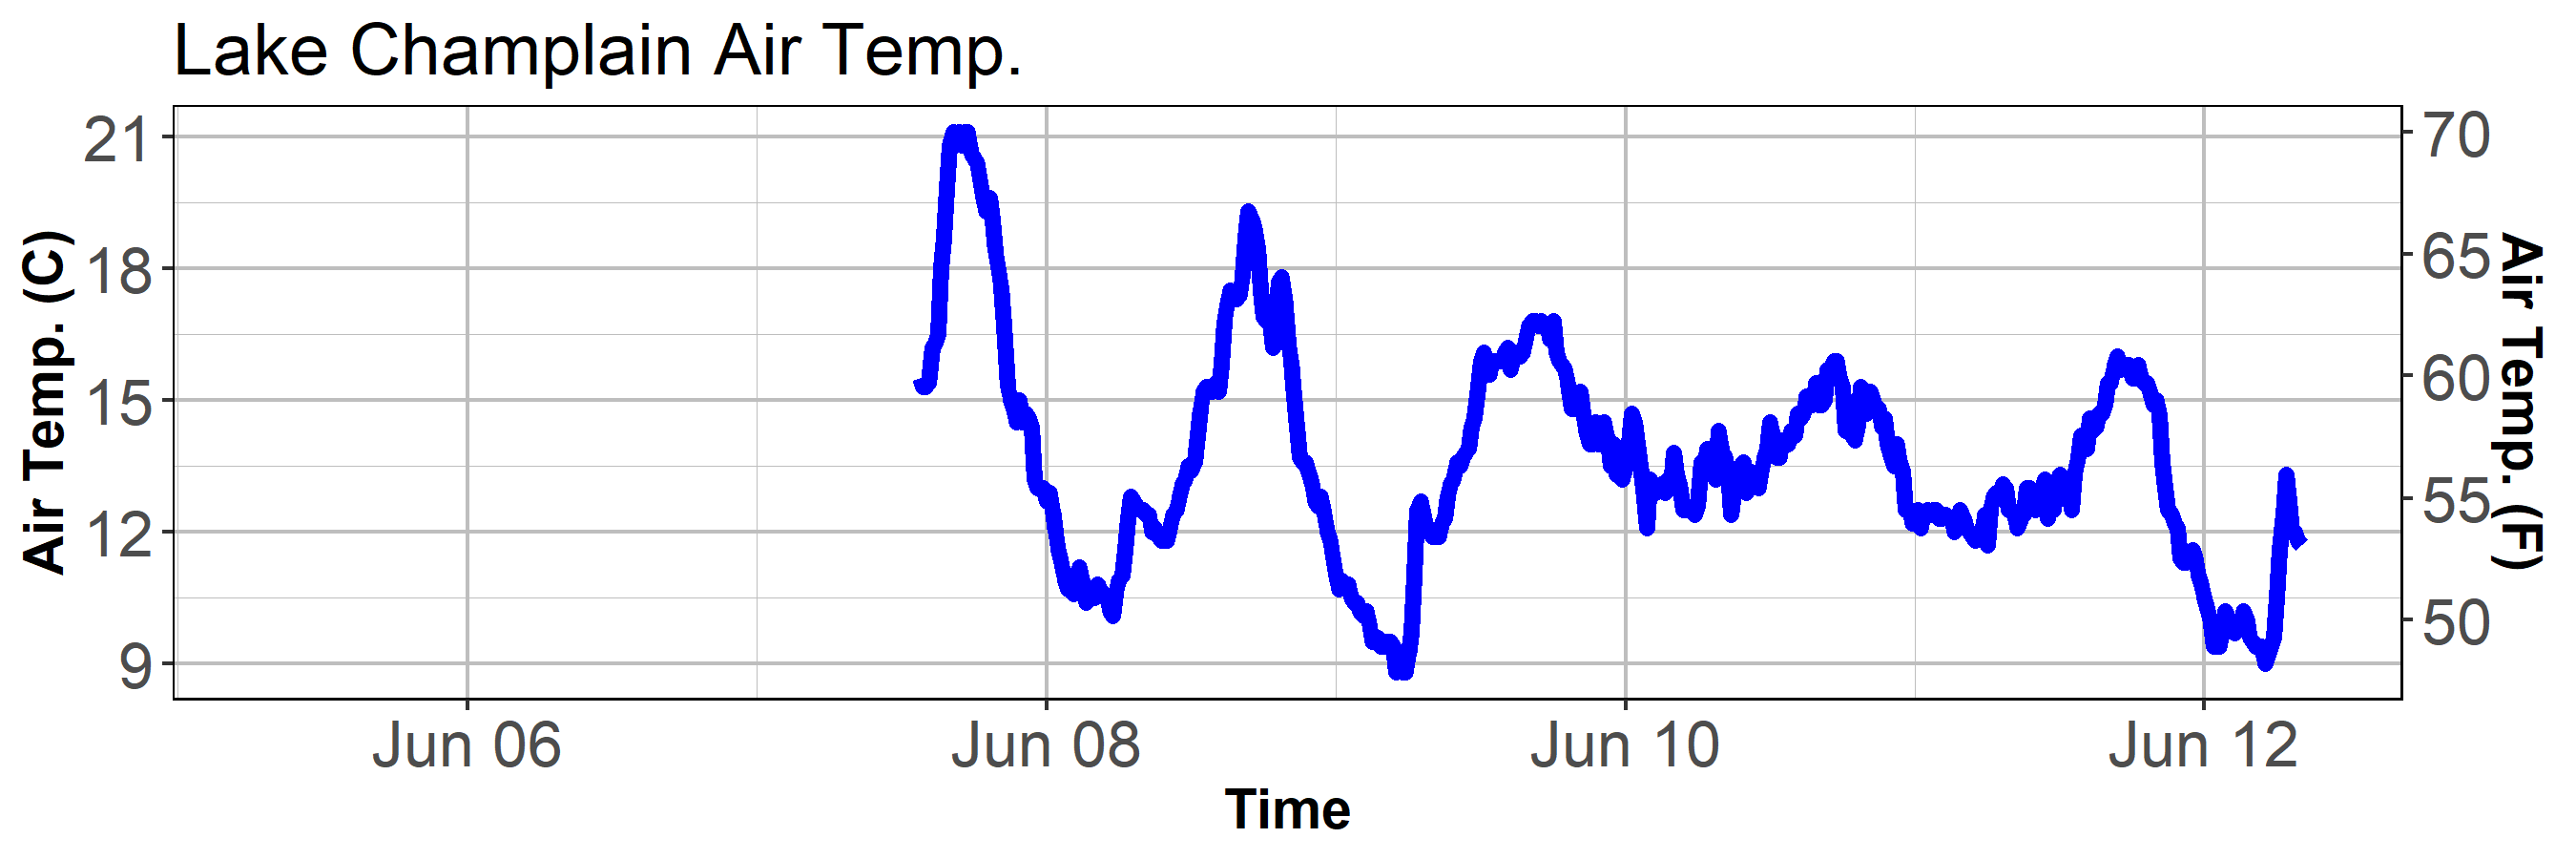 Lake Champlain Air Temp.
21
18
15
12
9
Air Temp. (C)
70
65
60
55
50
Air Temp. (F)
Jun 06
Jun 08
Jun 10
Jun 12
Time